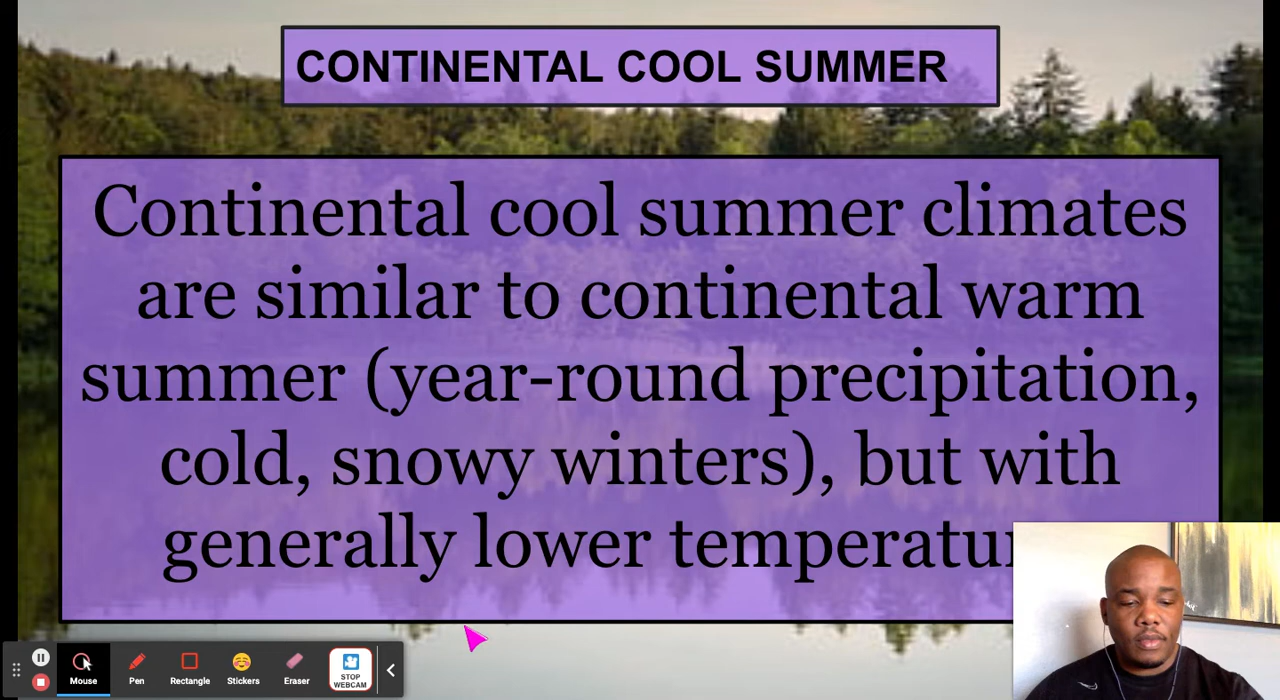 CONTINENTAL COOL SUMMER
Continental cool summer climates
are similar to continental warm
summer (year-round precipitation,
cold, snowy winters), but with
generally lower
Mouse
Pen
Rectangle
Stickers
Eraser
STOP
WEBCAM